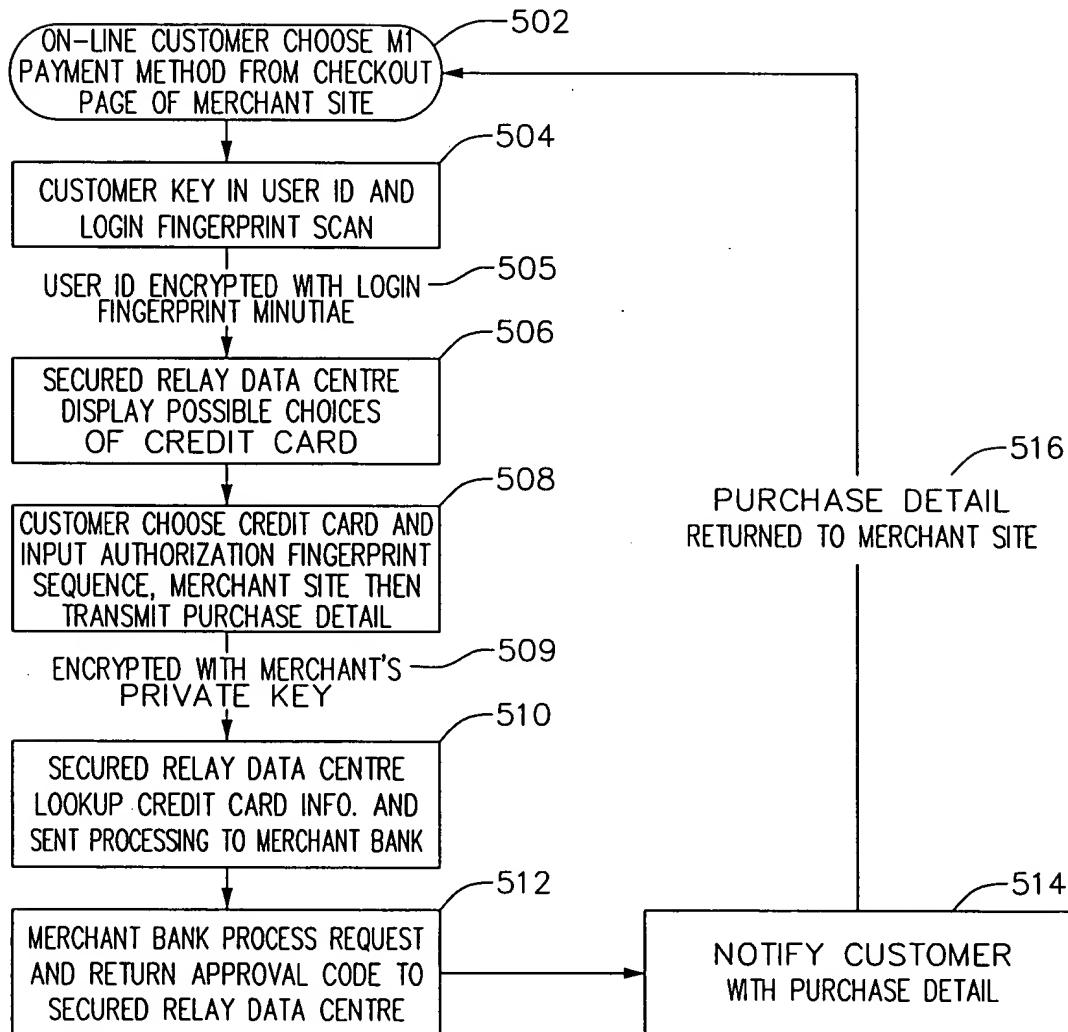 502
ON-LINE CUSTOMER CHOOSE M1
PAYMENT METHOD FROM CHECKOUT
PAGE OF MERCHANT SITE
504
CUSTOMER KEY IN USER ID AND
LOGIN FINGERPRINT SCAN
505
USER ID ENCRYPTED WITH LOGIN
FINGERPRINT MINUTIAE
506
SECURED RELAY DATA CENTRE
DISPLAY POSSIBLE CHOICES
OF CREDIT CARD
508
CUSTOMER CHOOSE CREDIT CARD AND
INPUT AUTHORIZATION FINGERPRINT
SEQUENCE, MERCHANT SITE THEN
TRANSMIT PURCHASE DETAIL
509
ENCRYPTED WITH MERCHANT'S
PRIVATE KEY
510
SECURED RELAY DATA CENTRE
LOOKUP CREDIT CARD INFO. AND
SENT PROCESSING TO MERCHANT BANK
512
MERCHANT BANK PROCESS REQUEST
AND RETURN APPROVAL CODE TO
SECURED RELAY DATA CENTRE
514
NOTIFY CUSTOMER
WITH PURCHASE DETAIL
516
PURCHASE DETAIL
RETURNED TO MERCHANT SITE